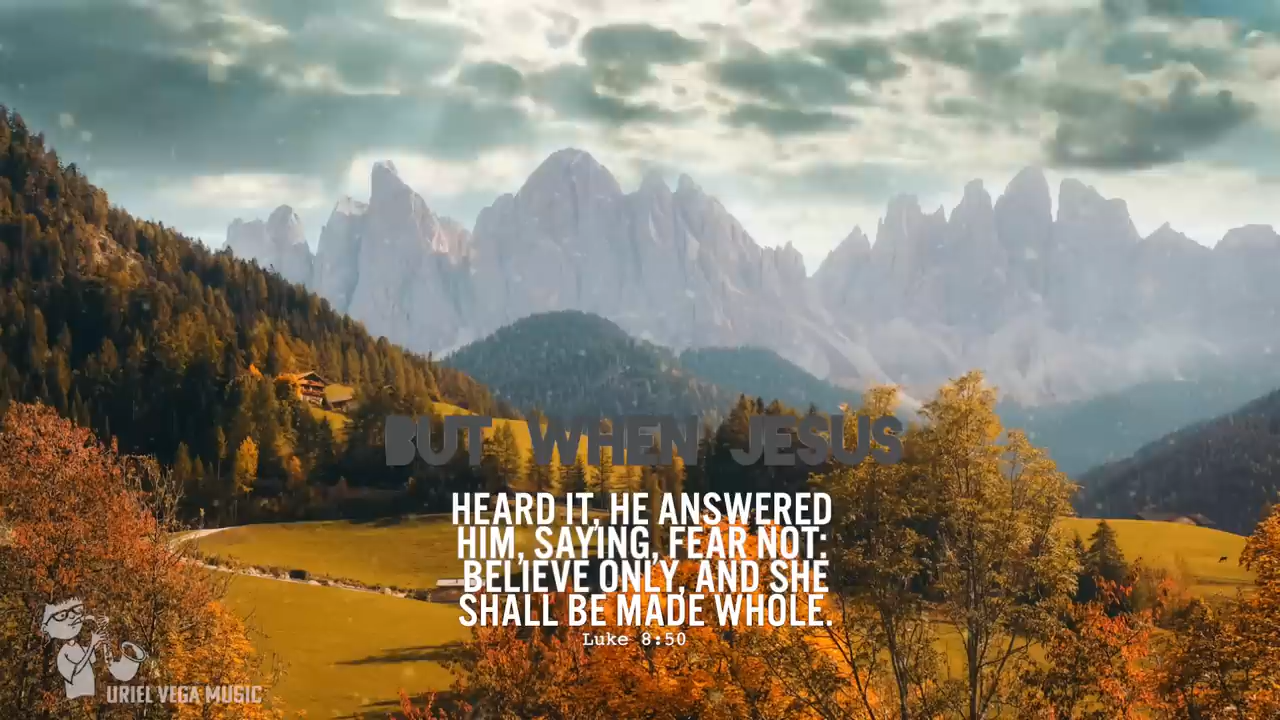 BUT WHEN JESUS
HEARD IT, HE ANSWERED
HIM, SAYING, FEAR NOT:
BELIEVE ONLY, AND SHE
SHALL BE MADE WHOLE.
Luke 8:50
URIEL VEGA MUSIC